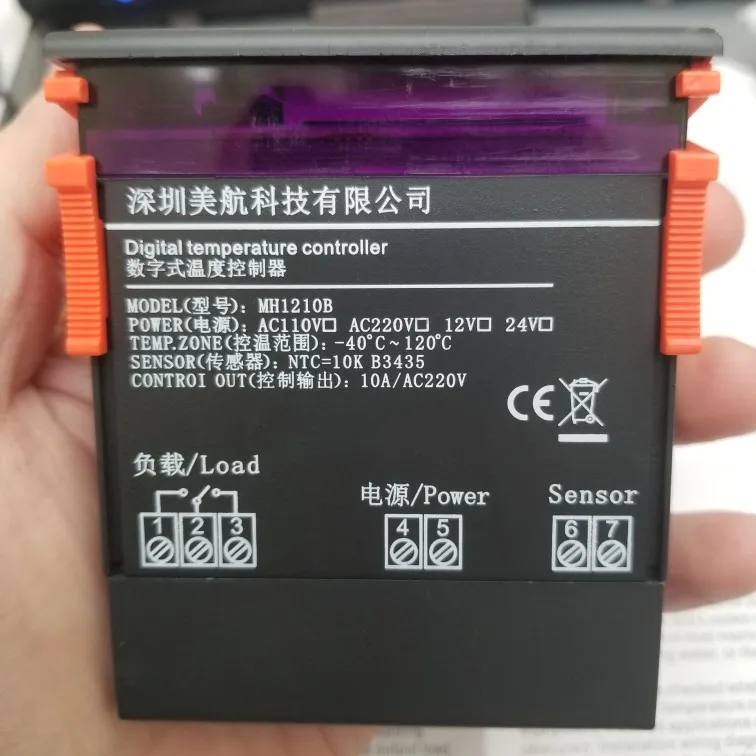 深圳美航科技有限公司
Digital temperature controller
数字式温度控制器
MODEL(型号): MH1210B
POWER(电源): AC110V□ AC220V□ 12V□ 24V□
TEMP.ZONE(控温范围): -40°C~120°C
SENSOR(传感器): NTC=10K B3435
CONTROI OUT(控制输出): 10A/AC220V
CE
负载/Load
电源/Power
Sensor
1 2 3
4 5
6 7